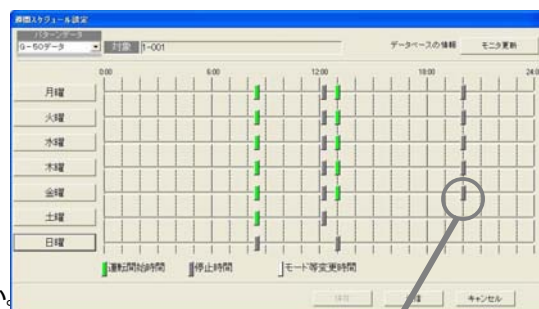 週間スケジュール設定
パターンデータ
G-50データ 対象 1-001 データベースの情報 モニタ更新
0:00 6:00 12:00 18:00 24:0
月曜
火曜
水曜
木曜
金曜
土曜
日曜
運転開始時間 停止時間 モード等変更時間
い。 キャンセル